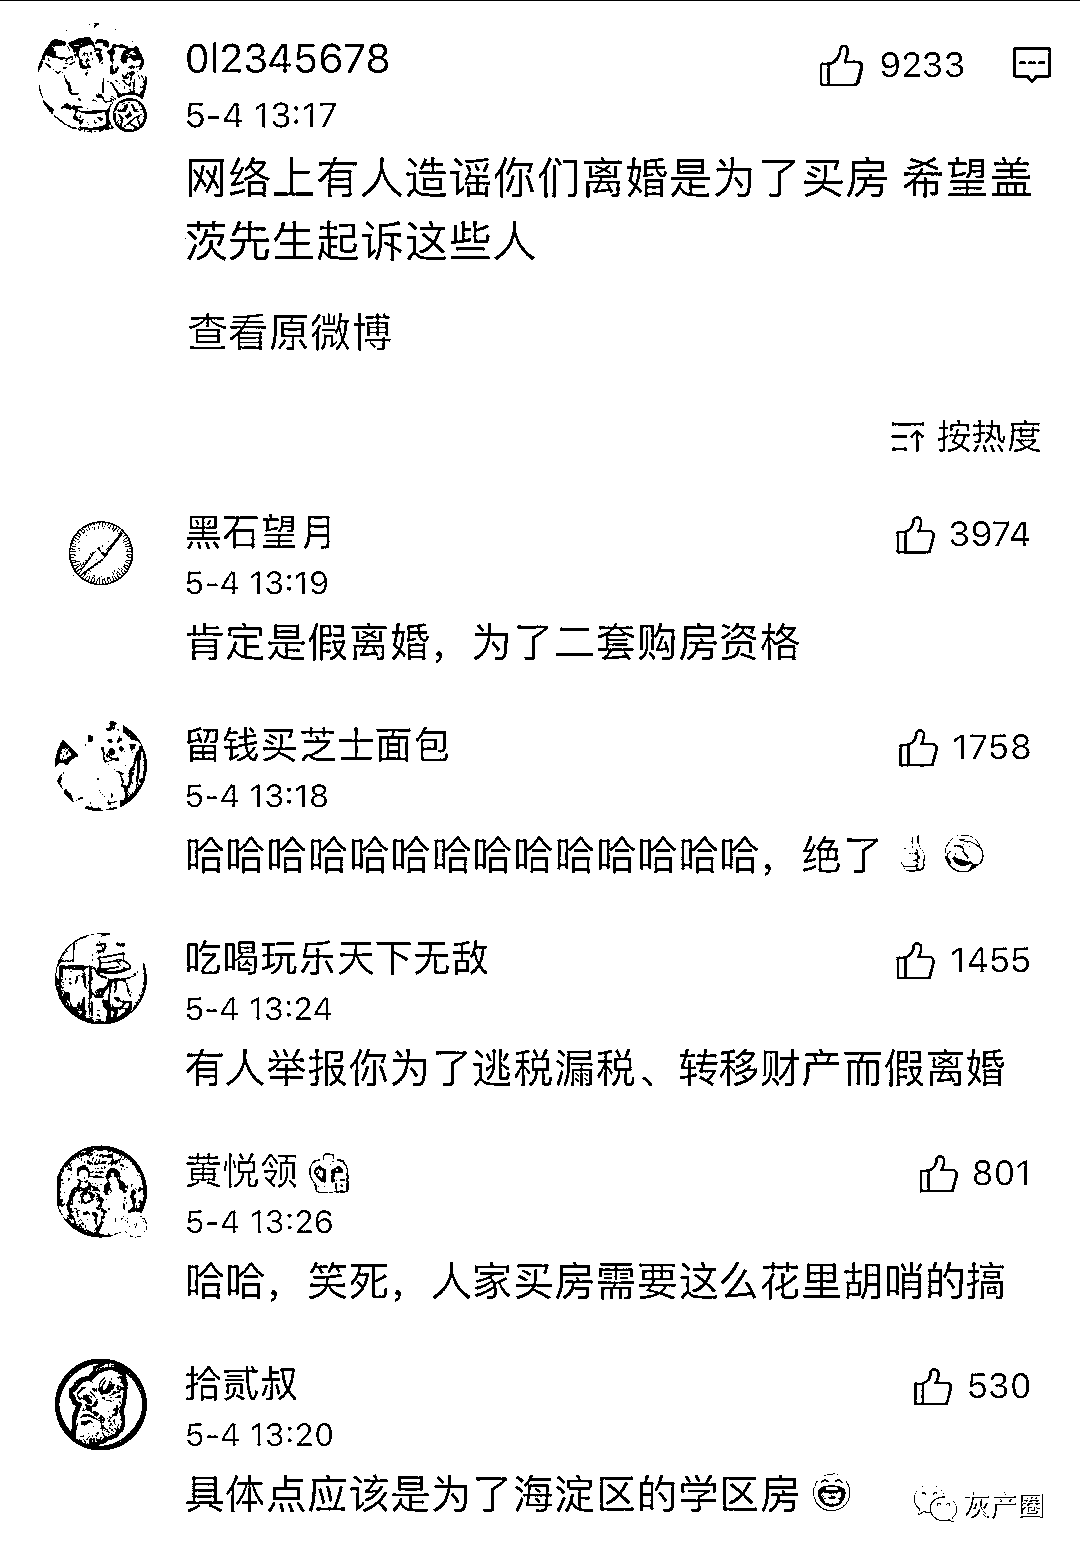 0l2345678
9233
5-4 13:17
网络上有人造谣你们离婚是为了买房 希望盖
茨先生起诉这些人
查看原微博
按热度
黑石望月
3974
5-4 13:19
肯定是假离婚，为了二套购房资格
留钱买芝士面包
1758
5-4 13:18
哈哈哈哈哈哈哈哈哈哈哈哈哈哈，绝了
吃喝玩乐天下无敌
1455
5-4 13:24
有人举报你为了逃税漏税、转移财产而假离婚
黄悦领
801
5-4 13:26
哈哈，笑死，人家买房需要这么花里胡哨的搞
拾贰叔
530
5-4 13:20
具体点应该是为了海淀区的学区房
灰产圈